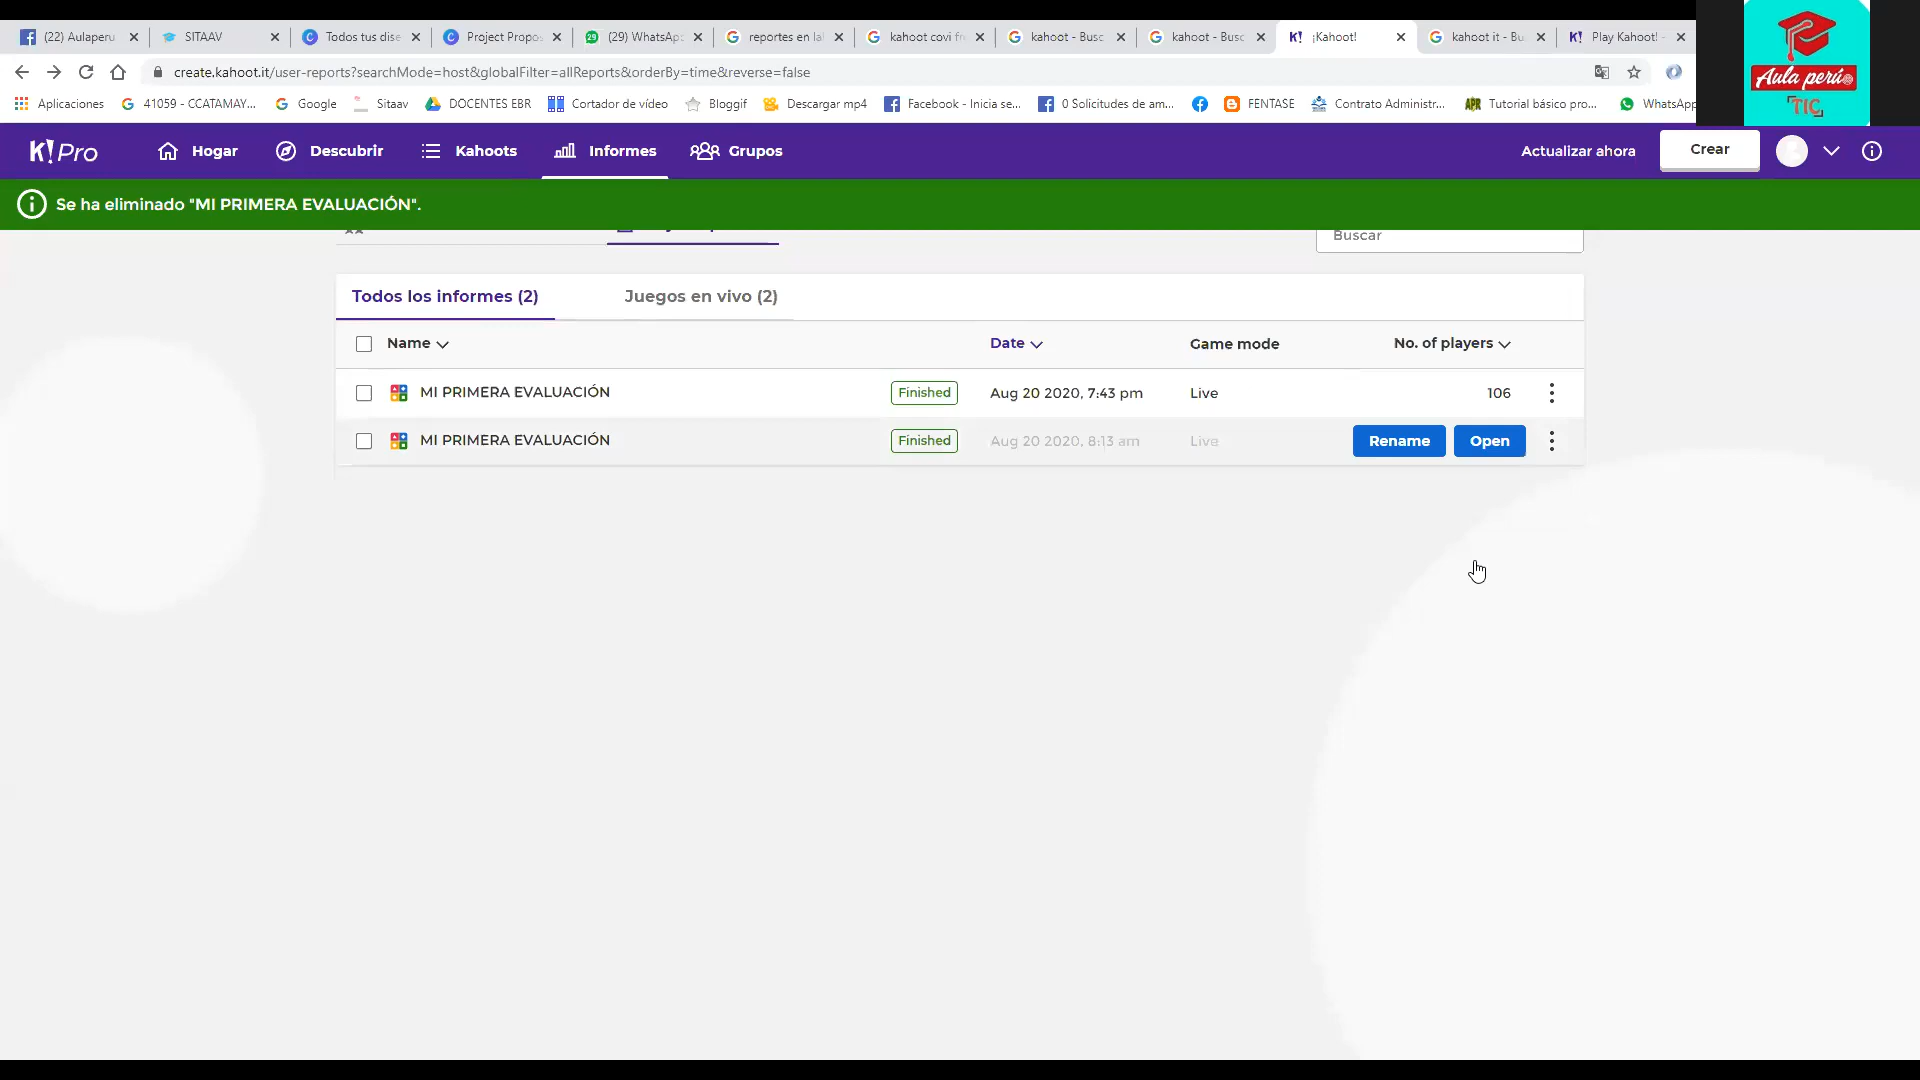 (22) Aulaperu
SITAAV
Todos tus dise
Project Propos
(29) WhatsAp
reportes en la
kahoot covi fr
kahoot - Busc
kahoot - Busc
¡Kahoot!
kahoot it - Bu
Play Kahoot! -
create.kahoot.it/user-reports?searchMode=host&globalFilter=allReports&orderBy=time&reverse=false
Aplicaciones
41059 - CCATAMAY...
Google
Sitaav
DOCENTES EBR
Cortador de vídeo
Bloggif
Descargar mp4
Facebook - Inicia se...
0 Solicitudes de am...
FENTASE
Contrato Administr...
Tutorial básico pro...
WhatsApp
Aula perú
TIC
K! Pro
Hogar
Descubrir
Kahoots
Informes
Grupos
Actualizar ahora
Crear
Se ha eliminado "MI PRIMERA EVALUACIÓN".
Buscar
Todos los informes (2)
Juegos en vivo (2)
Name
Date
Game mode
No. of players
MI PRIMERA EVALUACIÓN
Finished
Aug 20 2020, 7:43 pm
Live
106
MI PRIMERA EVALUACIÓN
Finished
Aug 20 2020, 8:13 am
Live
Rename
Open